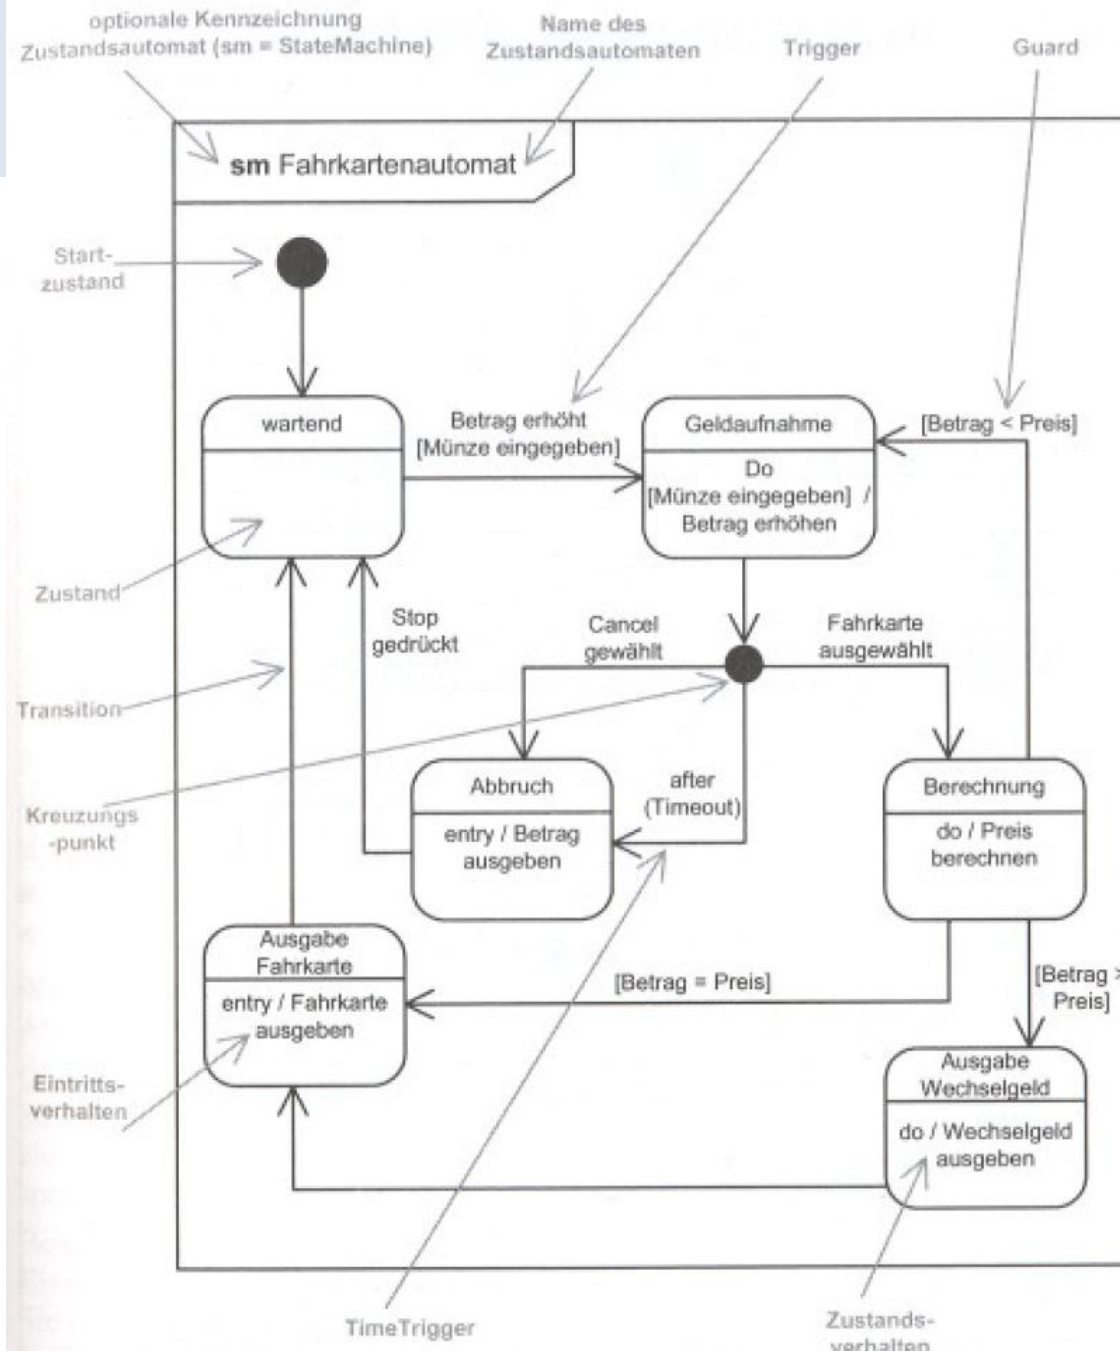 optionale Kennzeichnung
Zustandsautomat (sm = StateMachine)
Name des
Zustandsautomaten
Trigger
Guard
sm Fahrkartenautomat
Start-
zustand
wartend
Betrag erhöht
[Münze eingegeben]
Geldaufnahme
Do
[Münze eingegeben] /
Betrag erhöhen
[Betrag < Preis]
Zustand
Stop
gedrückt
Cancel
gewählt
Fahrkarte
ausgewählt
Transition
Kreuzungs
-punkt
Abbruch
entry / Betrag
ausgeben
after
(Timeout)
Berechnung
do / Preis
berechnen
Ausgabe
Fahrkarte
entry / Fahrkarte
ausgeben
[Betrag = Preis]
[Betrag >
Preis]
Eintritts-
verhalten
Ausgabe
Wechselgeld
do / Wechselgeld
ausgeben
TimeTrigger
Zustands-
verhalten